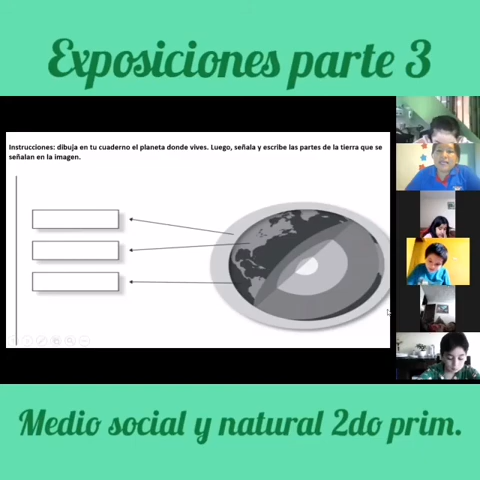 Exposiciones parte 3
Instrucciones: dibuja en tu cuaderno el planeta donde vives. Luego, señala y escribe las partes de la tierra que se
señalan en la imagen.
Medio social y natural 2do prim.